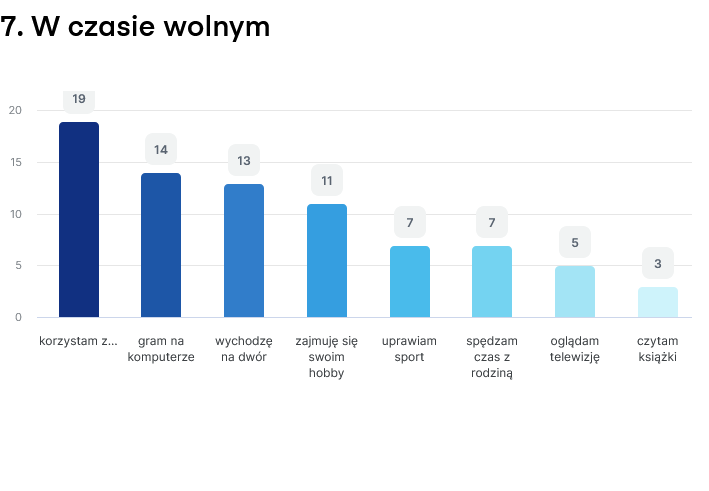 7. W czasie wolnym
19
20
14
13
15
11
7
7
10
5
3
5
0
korzystam z...
gram na
komputerze
wychodzę
na dwór
zajmuję się
swoim
hobby
uprawiam
sport
spędzam
czas z
rodziną
oglądam
telewizję
czytam
książki